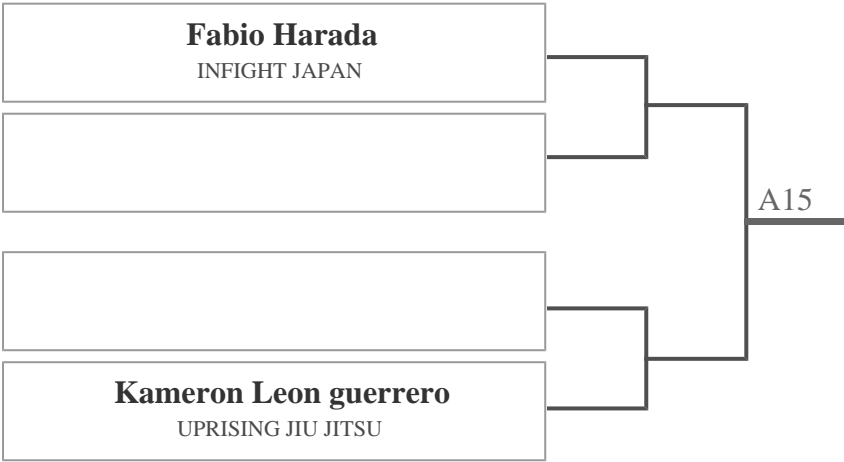 Fabio Harada
INFIGHT JAPAN
A15
Kameron Leon guerrero
UPRISING JIU JITSU